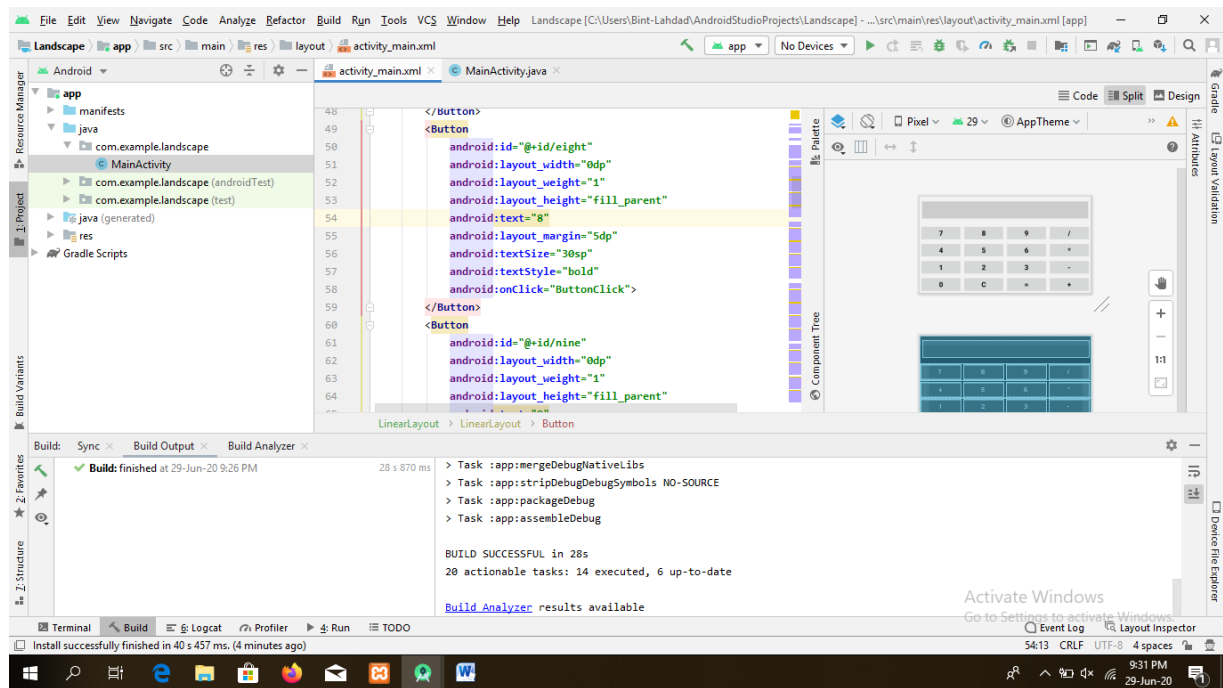 File Edit View Navigate Code Analyze Refactor Build Run Tools VCS Window Help Landscape [C:\Users\Bint-Lahdad\AndroidStudioProjects\Landscape] - ...\src\main\res\layout\activity_main.xml [app]
Landscape app src main res layout activity_main.xml
app No Devices
Android
activity_main.xml MainActivity.java
Code Split Design
Resource Manager
1: Project
Build Variants
2: Favorites
7: Structure
app
manifests
java
com.example.landscape
MainActivity
com.example.landscape (androidTest)
com.example.landscape (test)
java (generated)
res
Gradle Scripts
48 </Button>
49 <Button
50 android:id="@+id/eight"
51 android:layout_width="0dp"
52 android:layout_weight="1"
53 android:layout_height="fill_parent"
54 android:text="8"
55 android:layout_margin="5dp"
56 android:textSize="30sp"
57 android:textStyle="bold"
58 android:onClick="ButtonClick">
59 </Button>
60 <Button
61 android:id="@+id/nine"
62 android:layout_width="0dp"
63 android:layout_weight="1"
64 android:layout_height="fill_parent"
LinearLayout > LinearLayout > Button
Palette
Component Tree
Pixel 29 AppTheme >>
7 8 9 /
4 5 6 *
1 2 3 -
0 C = +
7 8 9 /
4 5 6 *
1 2 3 -
1:1
Gradle
Layout Validation
Attributes
Device File Explorer
Build: Sync Build Output Build Analyzer
Build: finished at 29-Jun-20 9:26 PM 28 s 870 ms
> Task :app:mergeDebugNativeLibs
> Task :app:stripDebugDebugSymbols NO-SOURCE
> Task :app:packageDebug
> Task :app:assembleDebug
BUILD SUCCESSFUL in 28s
20 actionable tasks: 14 executed, 6 up-to-date
Build Analyzer results available
Activate Windows
Go to Settings to activate Windows.
Terminal Build 6: Logcat Profiler 4: Run TODO Event Log Layout Inspector
Install successfully finished in 40 s 457 ms. (4 minutes ago) 54:13 CRLF UTF-8 4 spaces
9:31 PM
29-Jun-20
1